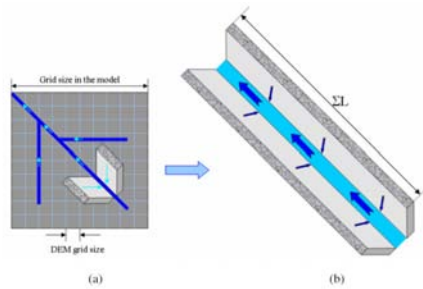 Grid size in the model
ΣL
DEM grid size
(a)
(b)